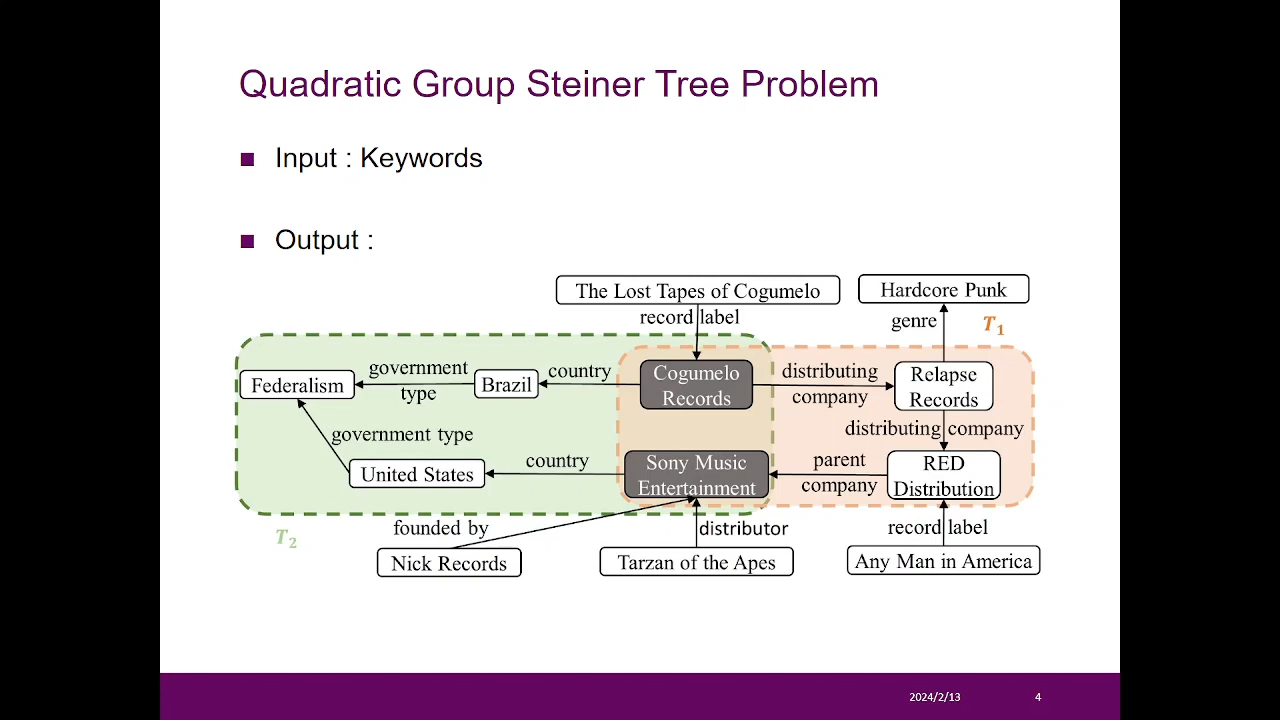 Quadratic Group Steiner Tree Problem
Input : Keywords
Output :
The Lost Tapes of Cogumelo
Hardcore Punk
record label
genre
T1
Federalism
government
type
Brazil
country
Cogumelo
Records
distributing
company
Relapse
Records
government type
distributing company
United States
country
Sony Music
Entertainment
parent
company
RED
Distribution
T2
founded by
distributor
record label
Nick Records
Tarzan of the Apes
Any Man in America
2024/2/13
4